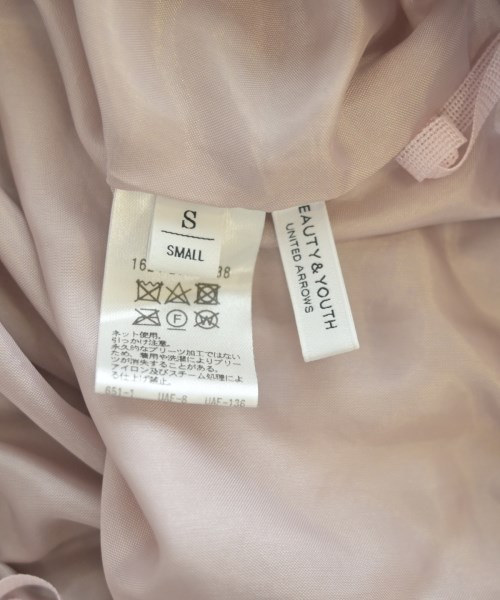 S
SMALL
ネット使用。
引っかけ注意。
永久的なプリーツ加工ではない
ため、着用や洗濯によりプリー
ツが消失することがある。
アイロン及びスチーム処理によ
る仕上げ禁止。
651-1 UAF-8 UAF-136
EAUTY & YOUTH
UNITED ARROWS